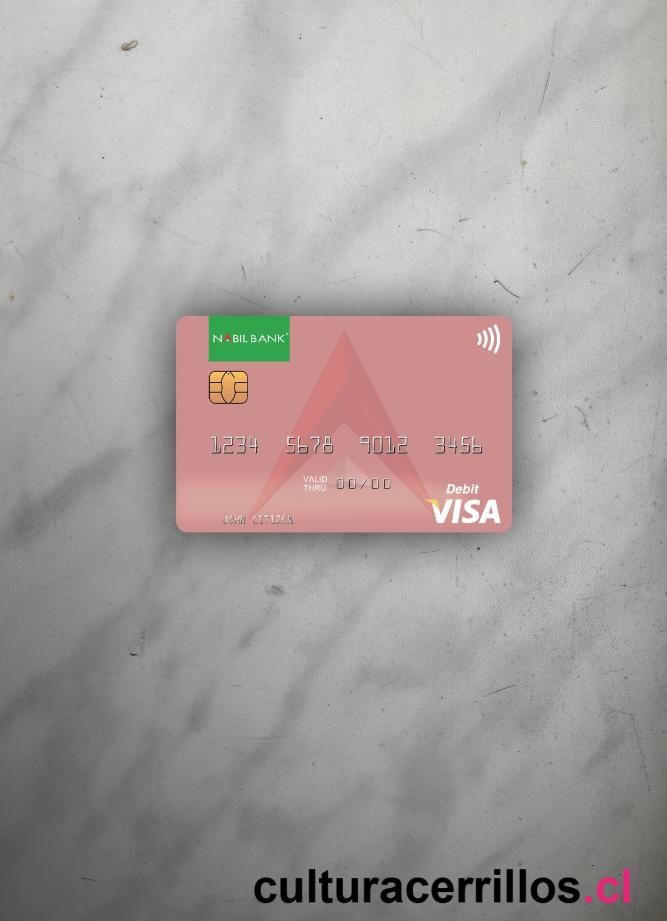 NABIL BANK
1234 5678 9012 3456
VALID
THRU 00/00
JOHN CITIZEN
Debit
VISA
culturacerrillos.cl